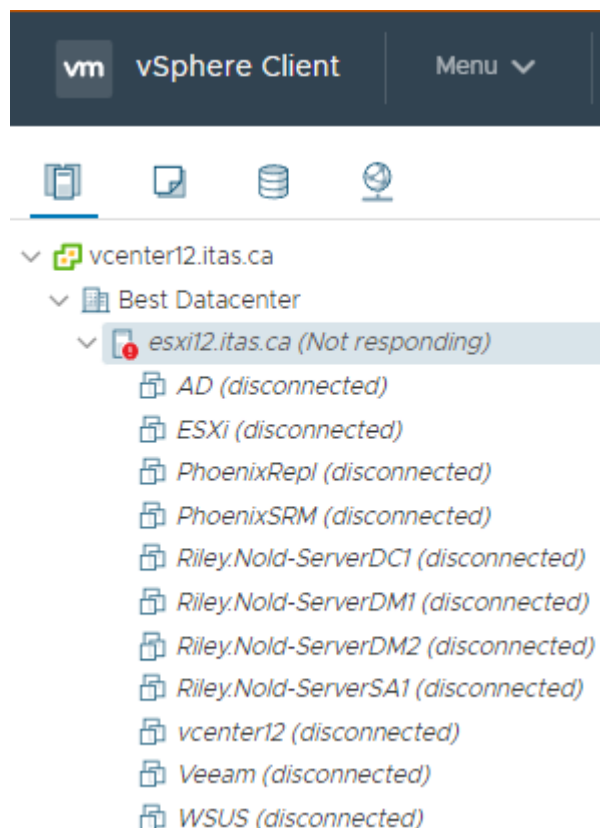 vm vSphere Client Menu
vcenter12.itas.ca
Best Datacenter
esxi12.itas.ca (Not responding)
AD (disconnected)
ESXi (disconnected)
PhoenixRepl (disconnected)
PhoenixSRM (disconnected)
Riley.Nold-ServerDC1 (disconnected)
Riley.Nold-ServerDM1 (disconnected)
Riley.Nold-ServerDM2 (disconnected)
Riley.Nold-ServerSA1 (disconnected)
vcenter12 (disconnected)
Veeam (disconnected)
WSUS (disconnected)